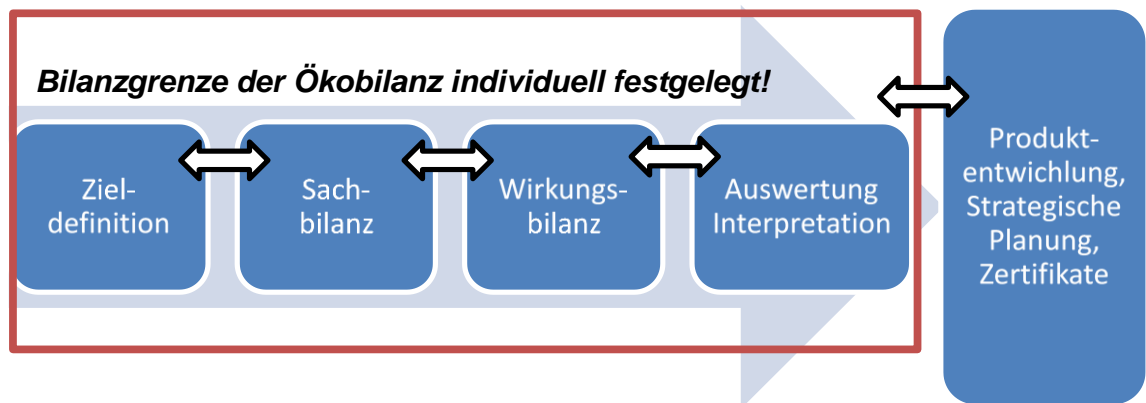 Bilanzgrenze der Ökobilanz individuell festgelegt!
Ziel-
definition
Sach-
bilanz
Wirkungs-
bilanz
Auswertung
Interpretation
Produkt-
entwichlung,
Strategische
Planung,
Zertifikate